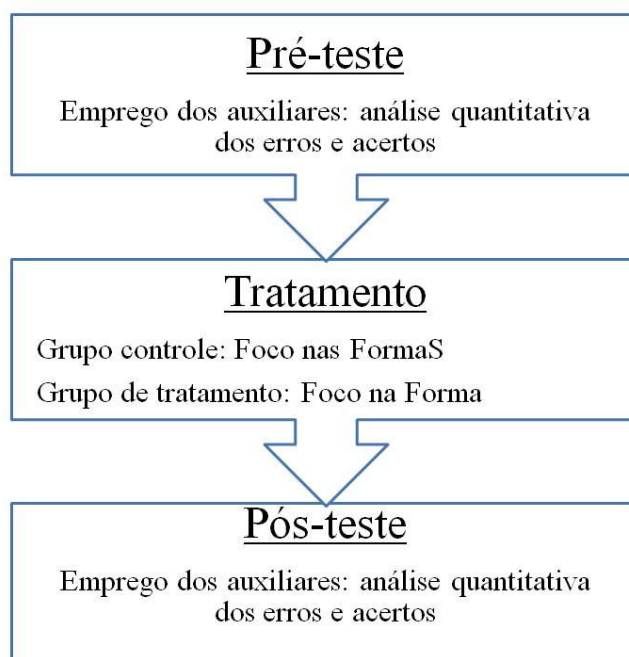 Pré-teste
Emprego dos auxiliares: análise quantitativa
dos erros e acertos
Tratamento
Grupo controle: Foco nas FormaS
Grupo de tratamento: Foco na Forma
Pós-teste
Emprego dos auxiliares: análise quantitativa
dos erros e acertos